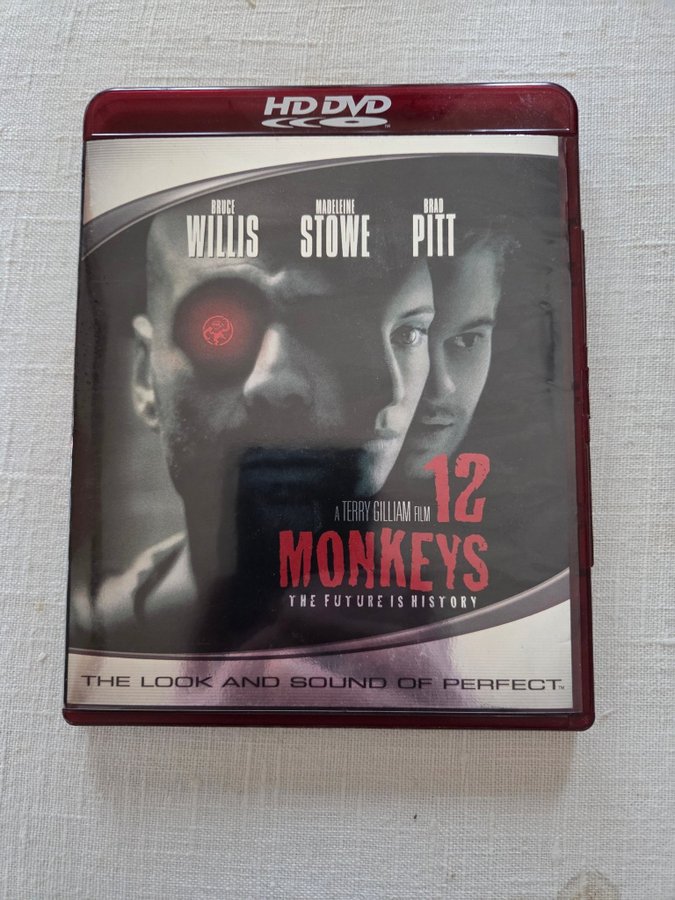 HD DVD
BRUCE WILLIS
MADELEINE STOWE
BRAD PITT
A TERRY GILLIAM FILM
12
MONKEYS
THE FUTURE IS HISTORY
THE LOOK AND SOUND OF PERFECT™